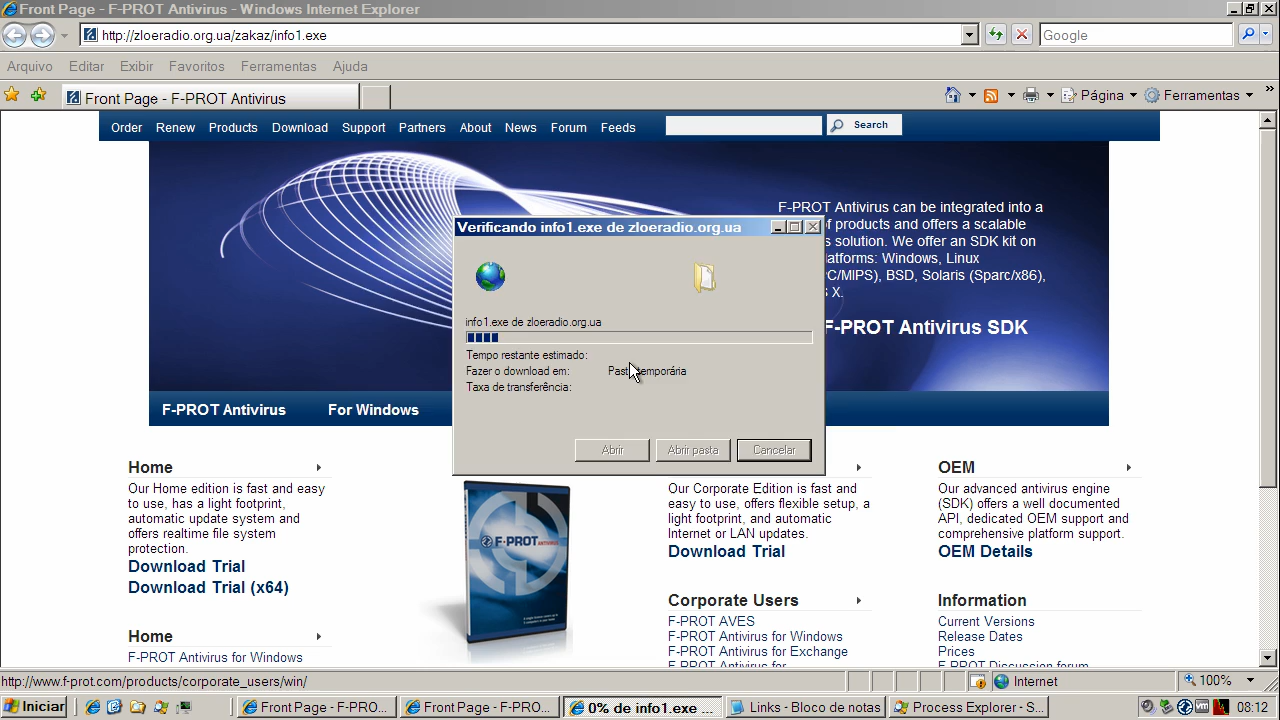 Front Page - F-PROT Antivirus - Windows Internet Explorer
http://zloeradio.org.ua/zakaz/info1.exe
Google
Arquivo Editar Exibir Favoritos Ferramentas Ajuda
Front Page - F-PROT Antivirus
Página Ferramentas »
Order Renew Products Download Support Partners About News Forum Feeds Search
F-PROT Antivirus can be integrated into a
of products and offers a scalable
s solution. We offer an SDK kit on
latforms: Windows, Linux
C/MIPS), BSD, Solaris (Sparc/x86),
S X.
F-PROT Antivirus SDK
Verificando info1.exe de zloeradio.org.ua
info1.exe de zloeradio.org.ua
Tempo restante estimado:
Fazer o download em: Pasta temporária
Taxa de transferência:
Abrir Abrir pasta Cancelar
F-PROT Antivirus For Windows
Home
Our Home edition is fast and easy
to use, has a light footprint,
automatic update system and
offers realtime file system
protection.
Download Trial
Download Trial (x64)
Home
F-PROT Antivirus for Windows
F-PROT ANTIVIRUS
Our Corporate Edition is fast and
easy to use, offers flexible setup, a
light footprint, and automatic
Internet or LAN updates.
Download Trial
Corporate Users
F-PROT AVES
F-PROT Antivirus for Windows
F-PROT Antivirus for Exchange
F-PROT Antivirus for
OEM
Our advanced antivirus engine
(SDK) offers a well documented
API, dedicated OEM support and
comprehensive platform support.
OEM Details
Information
Current Versions
Release Dates
Prices
F-PROT Discussion forum
http://www.f-prot.com/products/corporate_users/win/
Internet 100%
Iniciar Front Page - F-PRO... Front Page - F-PRO... 0% de info1.exe ... Links - Bloco de notas Process Explorer - S... 08:12